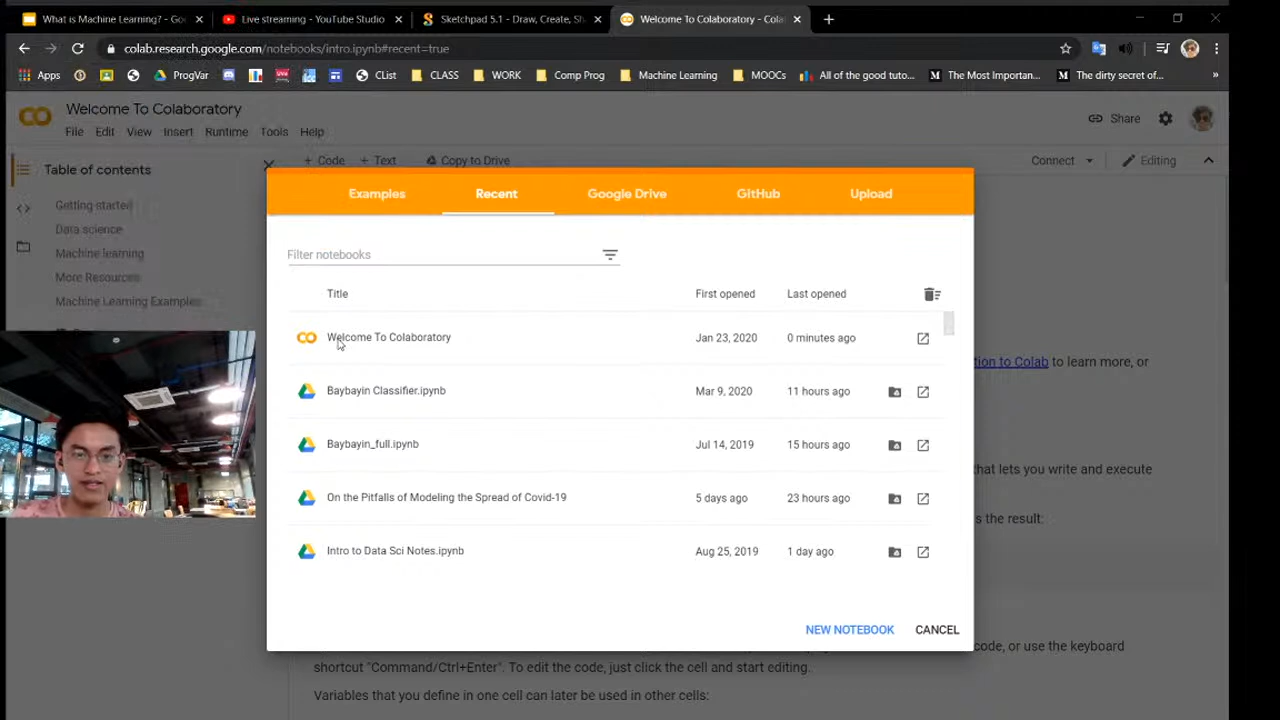 What is Machine Learning? - Go
Live streaming - YouTube Studio
Sketchpad 5.1 - Draw, Create, Sh
Welcome To Colaboratory - Cola
colab.research.google.com/notebooks/intro.ipynb#recent=true
Apps
ProgVar
CList
CLASS
WORK
Comp Prog
Machine Learning
MOOCs
All of the good tuto...
The Most Importan...
The dirty secret of...
»
CO
Welcome To Colaboratory
File Edit View Insert Runtime Tools Help
Share
Table of contents
+ Code + Text Copy to Drive
Connect
Editing
Getting started
Data science
Machine learning
More Resources
Machine Learning Examples
Examples
Recent
Google Drive
GitHub
Upload
Filter notebooks
Title First opened Last opened
Welcome To Colaboratory Jan 23, 2020 0 minutes ago
Baybayin Classifier.ipynb Mar 9, 2020 11 hours ago
Baybayin_full.ipynb Jul 14, 2019 15 hours ago
On the Pitfalls of Modeling the Spread of Covid-19 5 days ago 23 hours ago
Intro to Data Sci Notes.ipynb Aug 25, 2019 1 day ago
NEW NOTEBOOK CANCEL
tion to Colab to learn more, or
that lets you write and execute
s the result:
code, or use the keyboard
shortcut "Command/Ctrl+Enter". To edit the code, just click the cell and start editing.
Variables that you define in one cell can later be used in other cells: